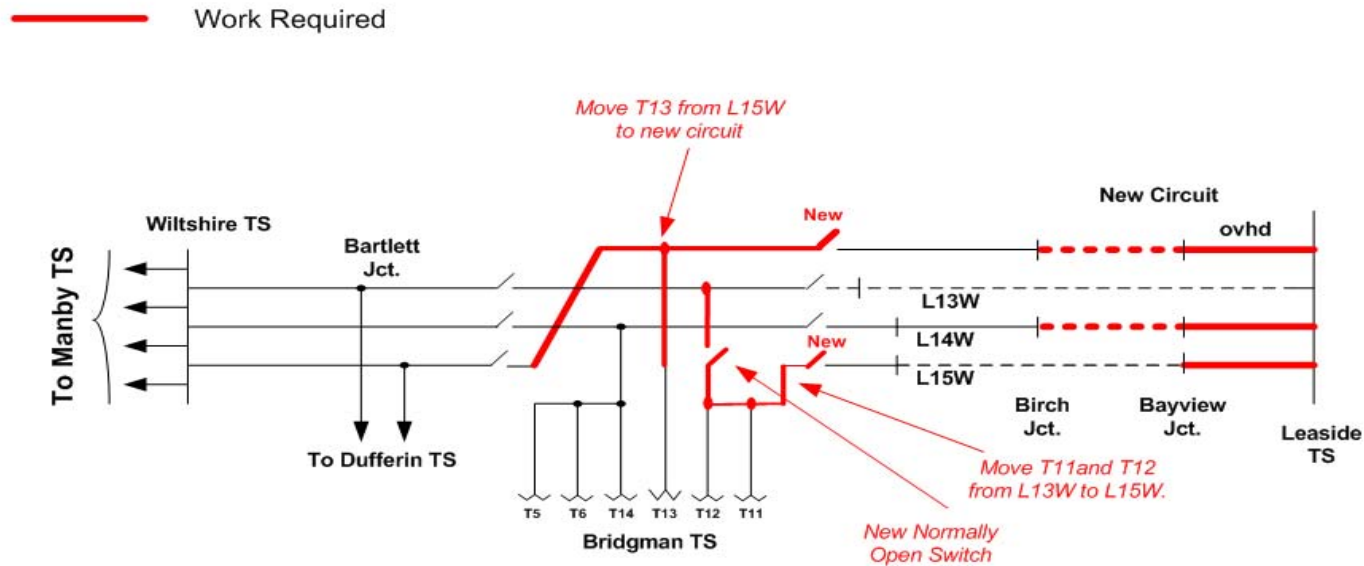 Work Required
Move T13 from L15W
to new circuit
New Circuit
Wiltshire TS
New
ovhd
Bartlett
Jct.
To Manby TS
L13W
L14W
New
L15W
Birch
Jct.
Bayview
Jct.
Leaside
TS
To Dufferin TS
Move T11and T12
from L13W to L15W.
T5 T6 T14 T13 T12 T11
Bridgman TS
New Normally
Open Switch